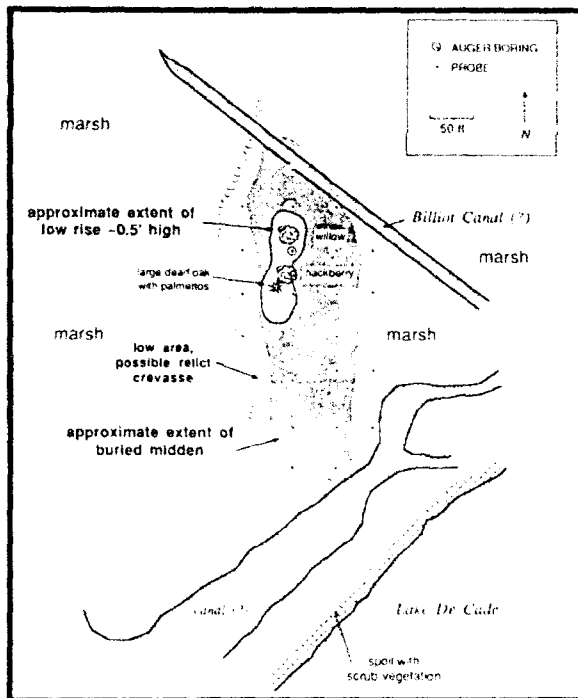 AUGER BORING
PROBE
50 ft
N
marsh
Billiot Canal (?)
approximate extent of
low rise ~0.5' high
willow
marsh
large dead oak
with palmettos
hackberry
marsh
marsh
low area,
possible relict
crevasse
approximate extent of
buried midden
canal (?)
Lake De Cade
spoil with
scrub vegetation